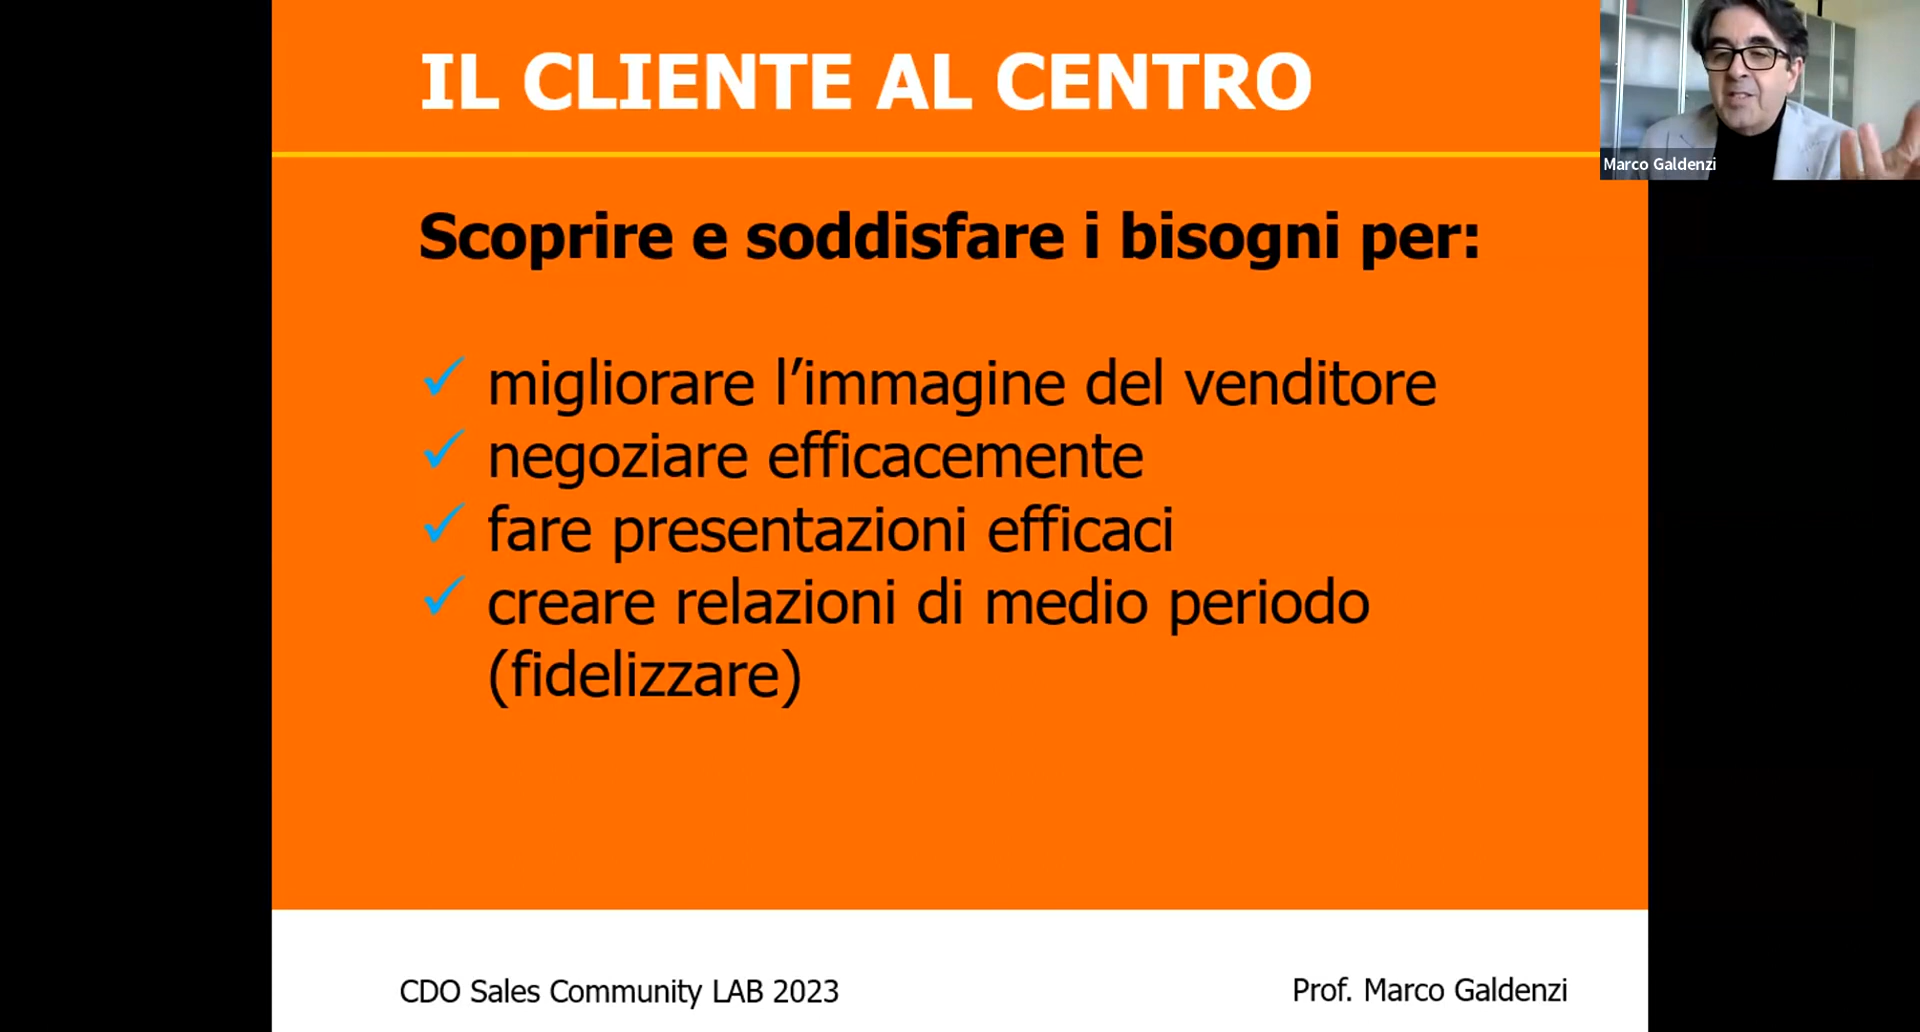 IL CLIENTE AL CENTRO
Marco Galdenzi
Scoprire e soddisfare i bisogni per:
✓ migliorare l’immagine del venditore
✓ negoziare efficacemente
✓ fare presentazioni efficaci
✓ creare relazioni di medio periodo
(fidelizzare)
CDO Sales Community LAB 2023
Prof. Marco Galdenzi